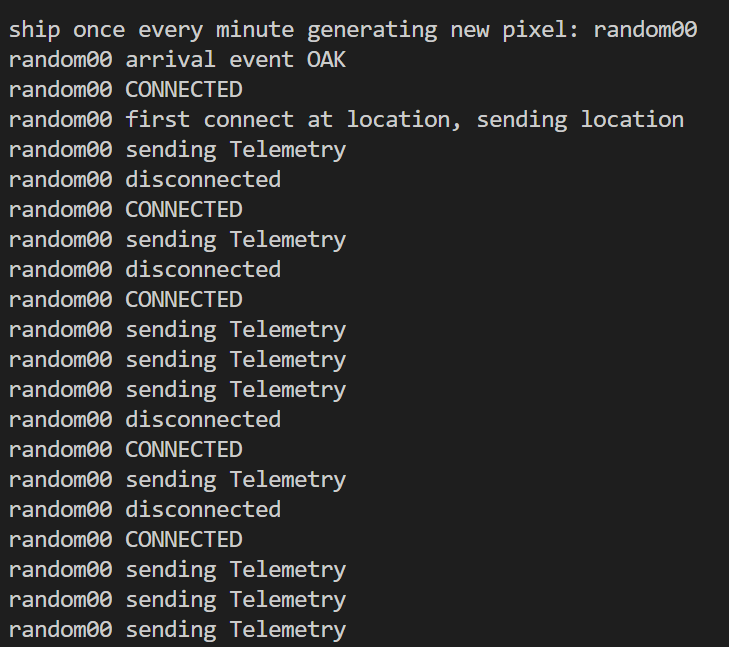 ship once every minute generating new pixel: random00
random00 arrival event OAK
random00 CONNECTED
random00 first connect at location, sending location
random00 sending Telemetry
random00 disconnected
random00 CONNECTED
random00 sending Telemetry
random00 disconnected
random00 CONNECTED
random00 sending Telemetry
random00 sending Telemetry
random00 sending Telemetry
random00 disconnected
random00 CONNECTED
random00 sending Telemetry
random00 disconnected
random00 CONNECTED
random00 sending Telemetry
random00 sending Telemetry
random00 sending Telemetry